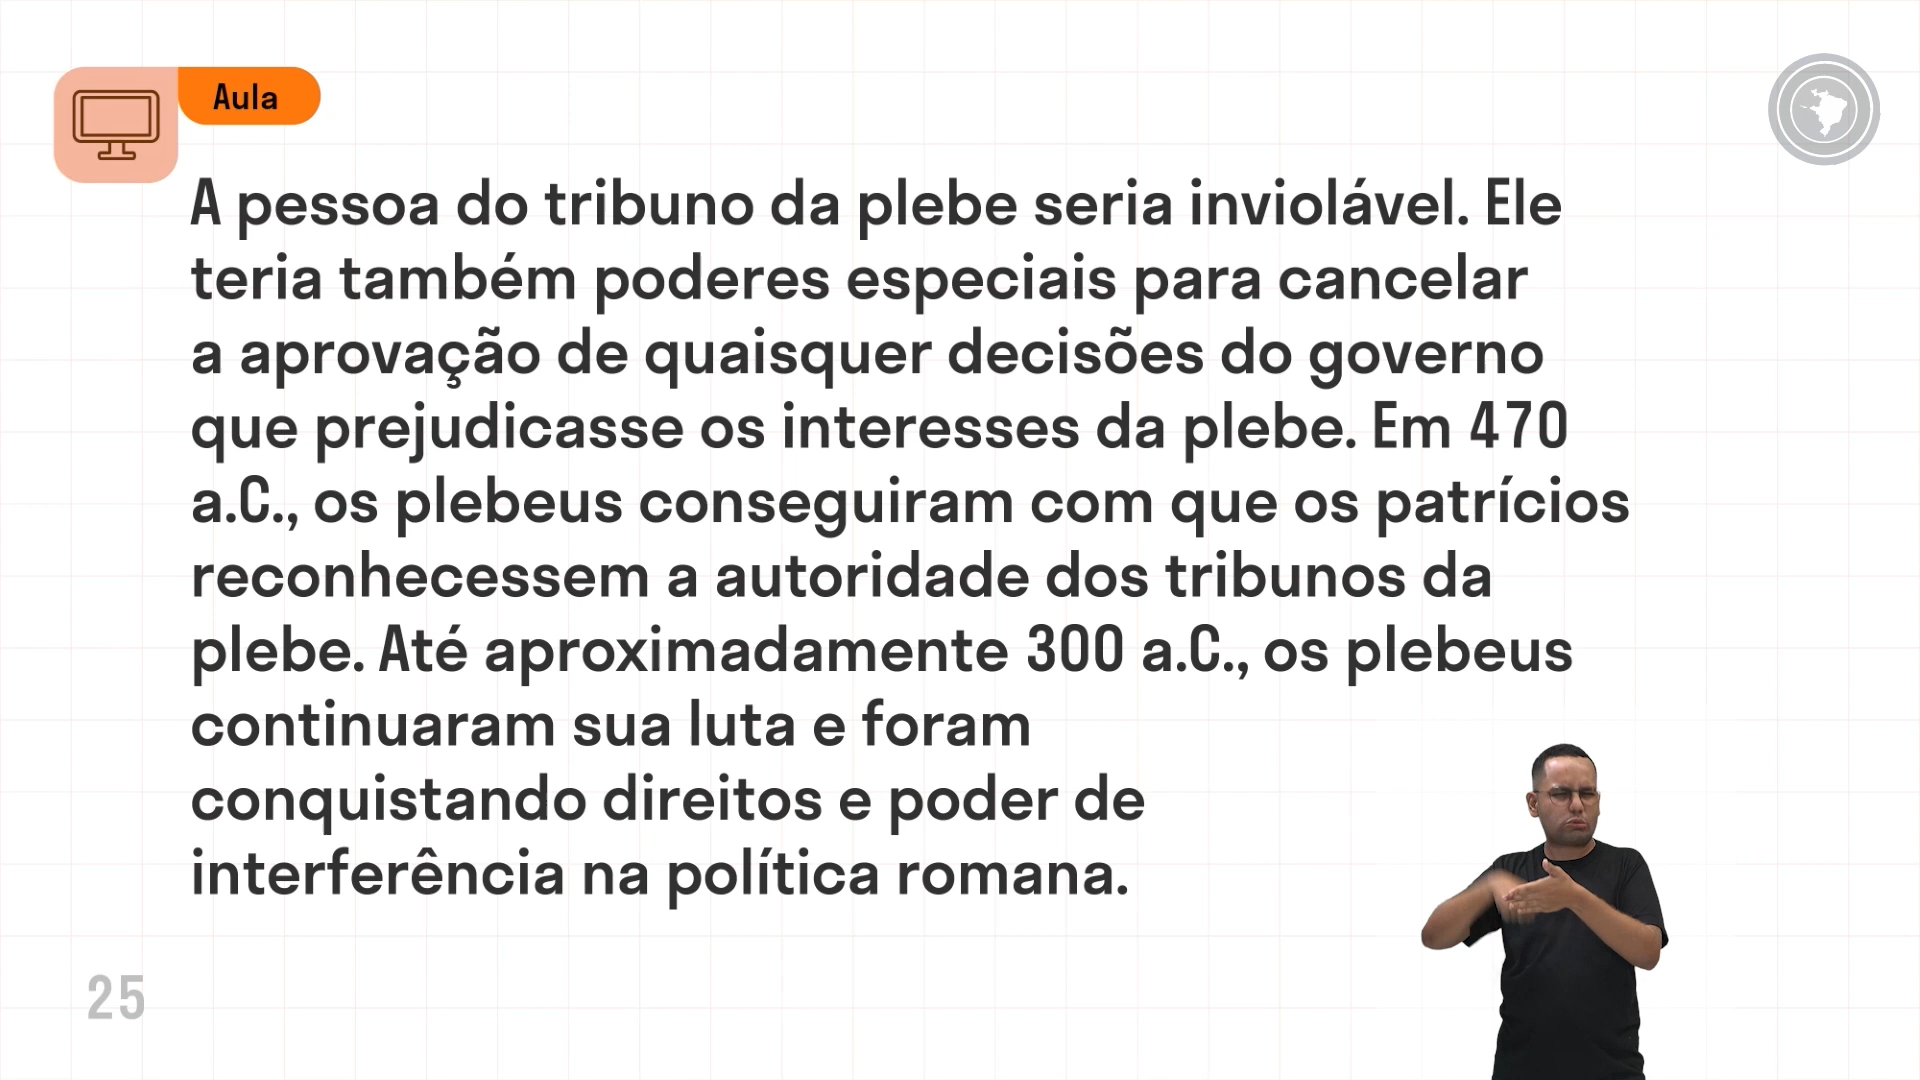 Aula
A pessoa do tribuno da plebe seria inviolável. Ele
teria também poderes especiais para cancelar
a aprovação de quaisquer decisões do governo
que prejudicasse os interesses da plebe. Em 470
a.C., os plebeus conseguiram com que os patrícios
reconhecessem a autoridade dos tribunos da
plebe. Até aproximadamente 300 a.C., os plebeus
continuaram sua luta e foram
conquistando direitos e poder de
interferência na política romana.
25